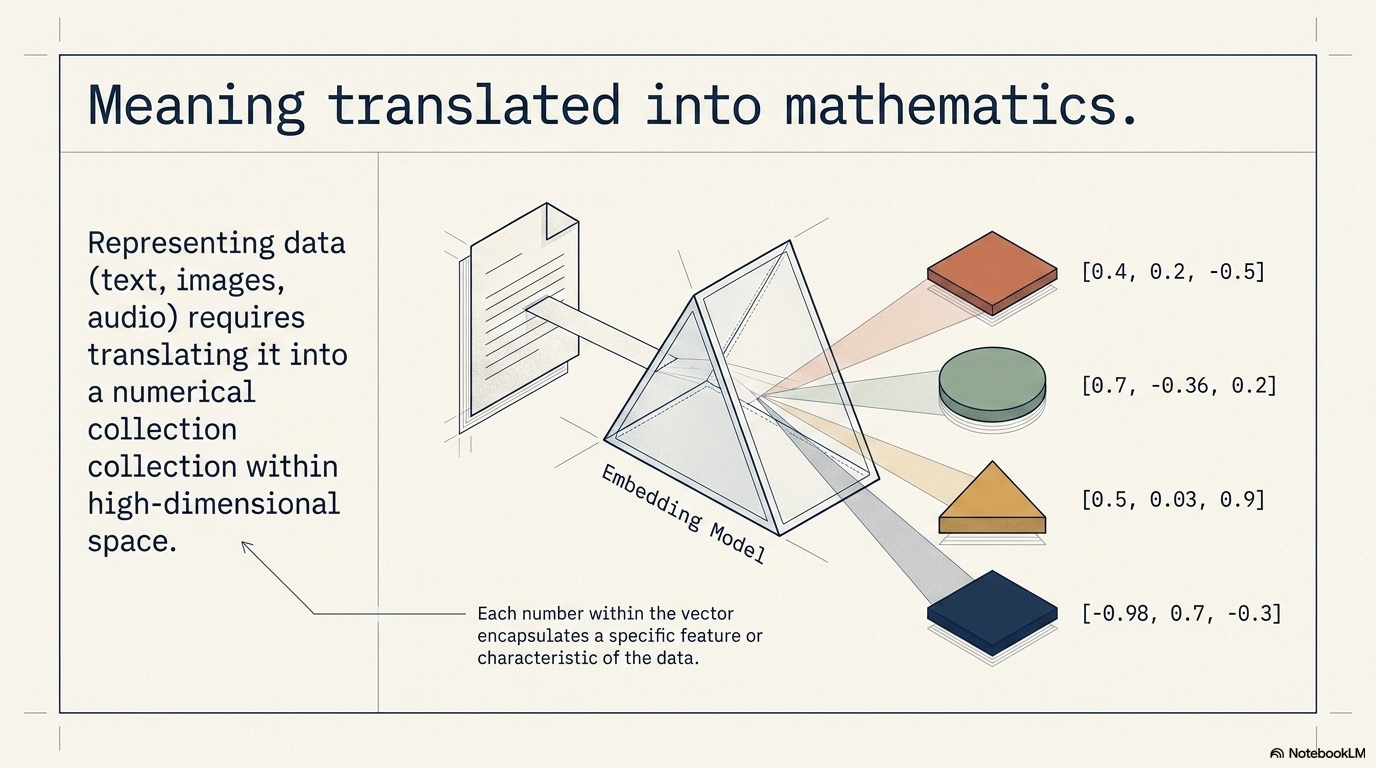 Meaning translated into mathematics.
Representing data
(text, images,
audio) requires
translating it into
a numerical
collection
collection within
high-dimensional
space.
Embedding Model
[0.4, 0.2, -0.5]
[0.7, -0.36, 0.2]
[0.5, 0.03, 0.9]
[-0.98, 0.7, -0.3]
Each number within the vector
encapsulates a specific feature or
characteristic of the data.
NotebookLM